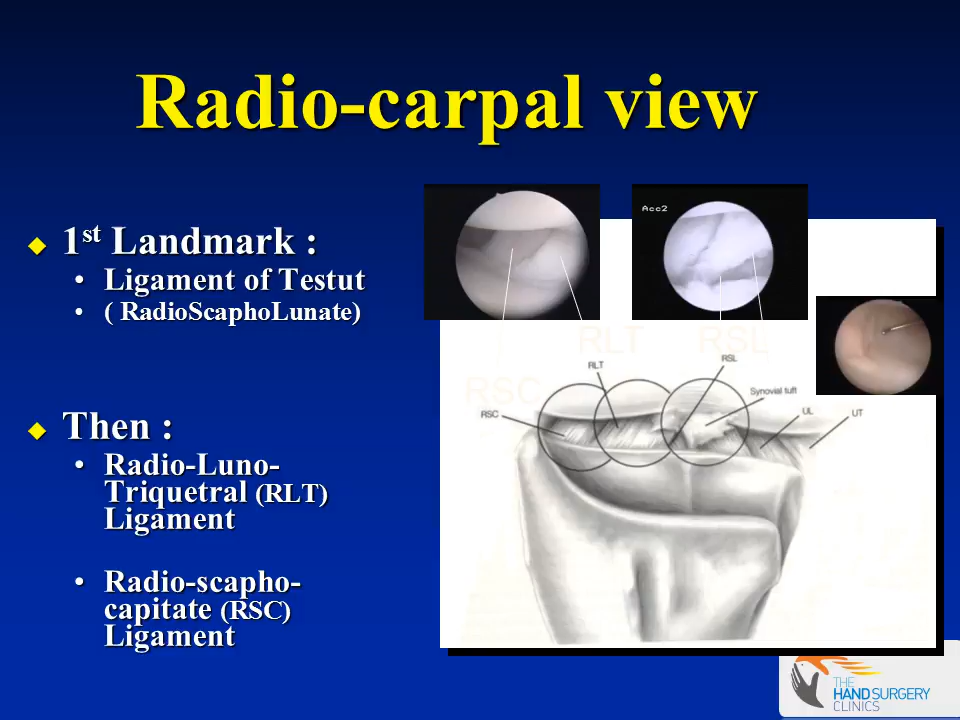 Radio-carpal view
1st Landmark :
Ligament of Testut
( RadioScaphoLunate)
Then :
Radio-Luno-
Triquetral (RLT)
Ligament
Radio-scapho-
capitate (RSC)
Ligament
Acc2
RLT
RSL
RSC
RLT
RSL
Synovial tuft
RSC
UL
UT
THE
HAND SURGERY
CLINICS